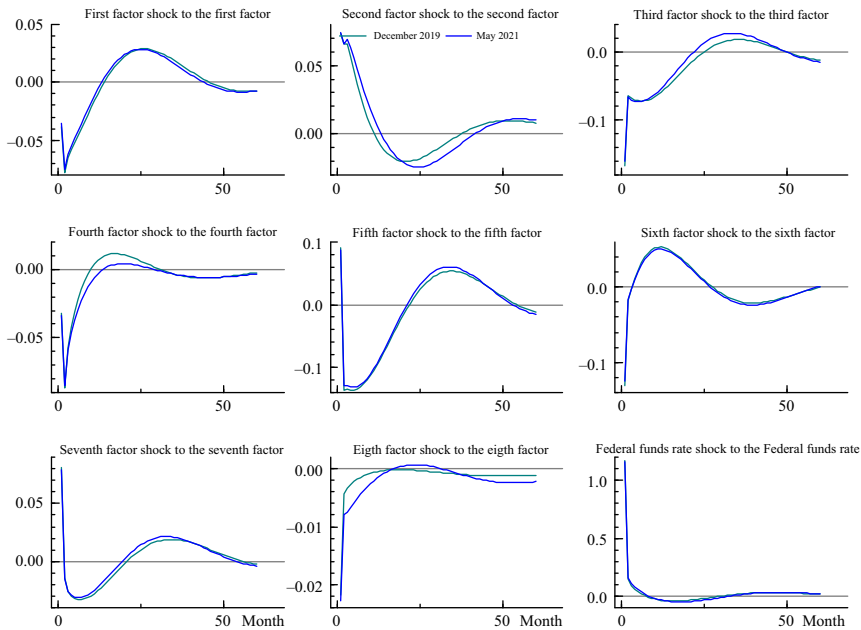 First factor shock to the first factor
0.05
0.00
−0.05
0
50
Second factor shock to the second factor
December 2019
May 2021
0.05
0.00
0
50
Third factor shock to the third factor
0.0
−0.1
0
50
Fourth factor shock to the fourth factor
0.00
−0.05
0
50
Fifth factor shock to the fifth factor
0.1
0.0
−0.1
0
50
Sixth factor shock to the sixth factor
0.0
−0.1
0
50
Seventh factor shock to the seventh factor
0.05
0.00
0
50
Month
Eigth factor shock to the eigth factor
0.00
−0.01
−0.02
0
50
Month
Federal funds rate shock to the Federal funds rate
1.0
0.5
0.0
0
50
Month